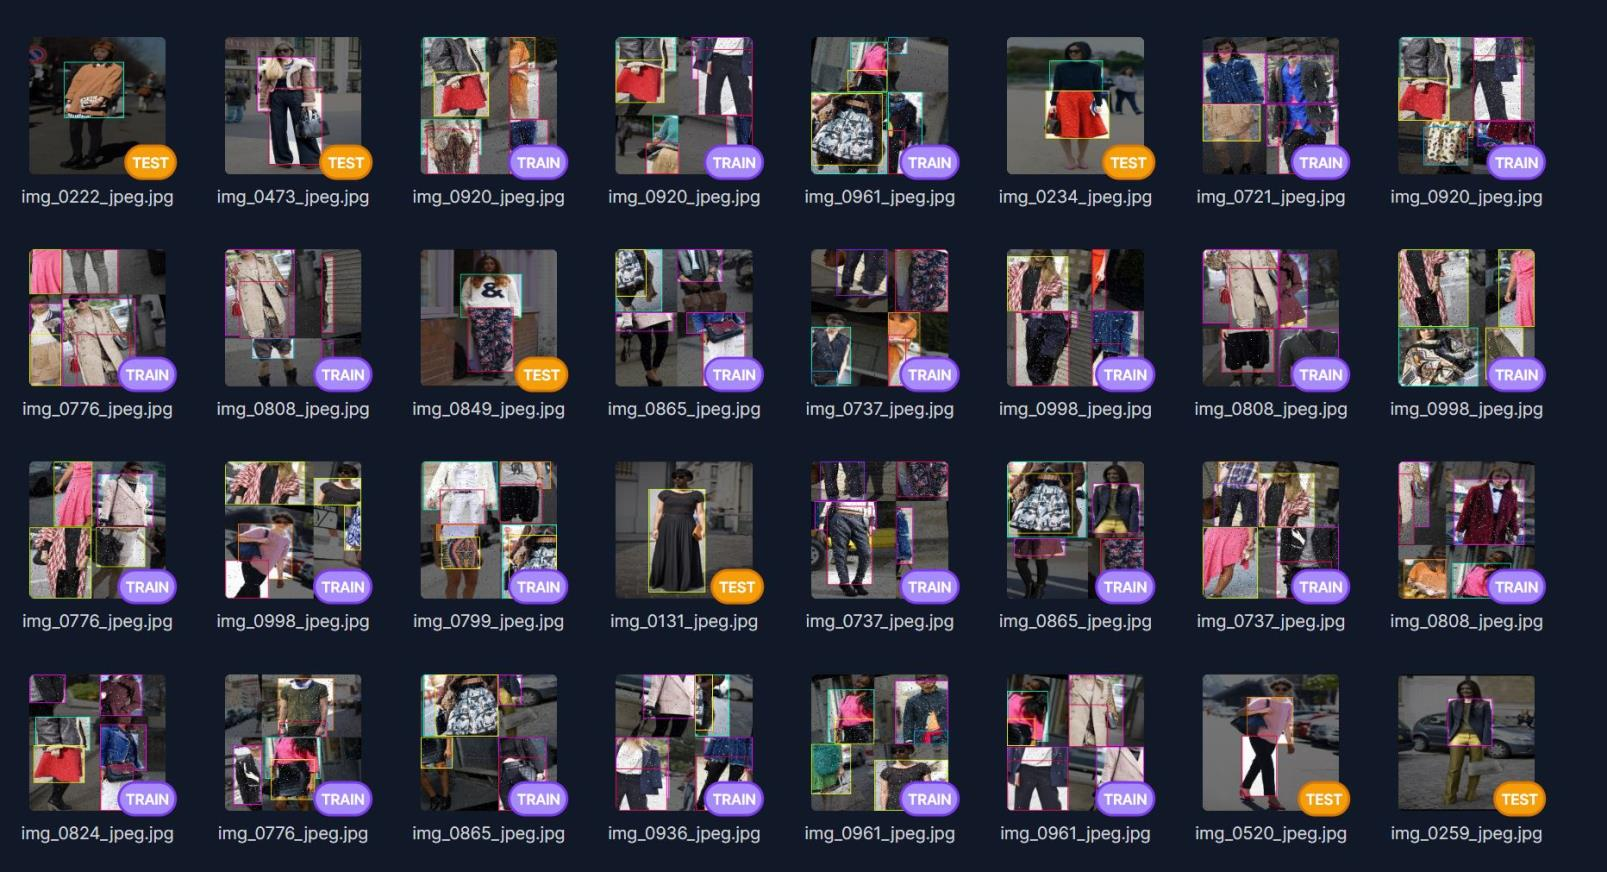 TEST TEST TRAIN TRAIN TRAIN TEST TRAIN TRAIN
img_0222_jpeg.jpg img_0473_jpeg.jpg img_0920_jpeg.jpg img_0920_jpeg.jpg img_0961_jpeg.jpg img_0234_jpeg.jpg img_0721_jpeg.jpg img_0920_jpeg.jpg
&
TRAIN TRAIN TEST TRAIN TRAIN TRAIN TRAIN TRAIN
img_0776_jpeg.jpg img_0808_jpeg.jpg img_0849_jpeg.jpg img_0865_jpeg.jpg img_0737_jpeg.jpg img_0998_jpeg.jpg img_0808_jpeg.jpg img_0998_jpeg.jpg
TRAIN TRAIN TRAIN TEST TRAIN TRAIN TRAIN TRAIN
img_0776_jpeg.jpg img_0998_jpeg.jpg img_0799_jpeg.jpg img_0131_jpeg.jpg img_0737_jpeg.jpg img_0865_jpeg.jpg img_0737_jpeg.jpg img_0808_jpeg.jpg
TRAIN TRAIN TRAIN TRAIN TRAIN TRAIN TEST TEST
img_0824_jpeg.jpg img_0776_jpeg.jpg img_0865_jpeg.jpg img_0936_jpeg.jpg img_0961_jpeg.jpg img_0961_jpeg.jpg img_0520_jpeg.jpg img_0259_jpeg.jpg